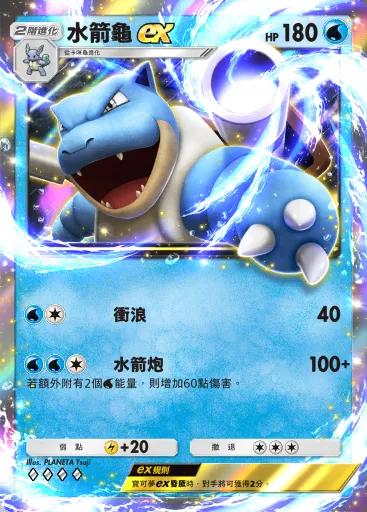 2階進化 水箭龜ex HP 180
從卡咪龜進化
衝浪 40
水箭炮 100+
若額外附有2個能量，則增加60點傷害。
弱點 +20 撤退
Illus. PLANETA Tsuji
ex規則
寶可夢ex昏厥時，對手將可獲得2分。